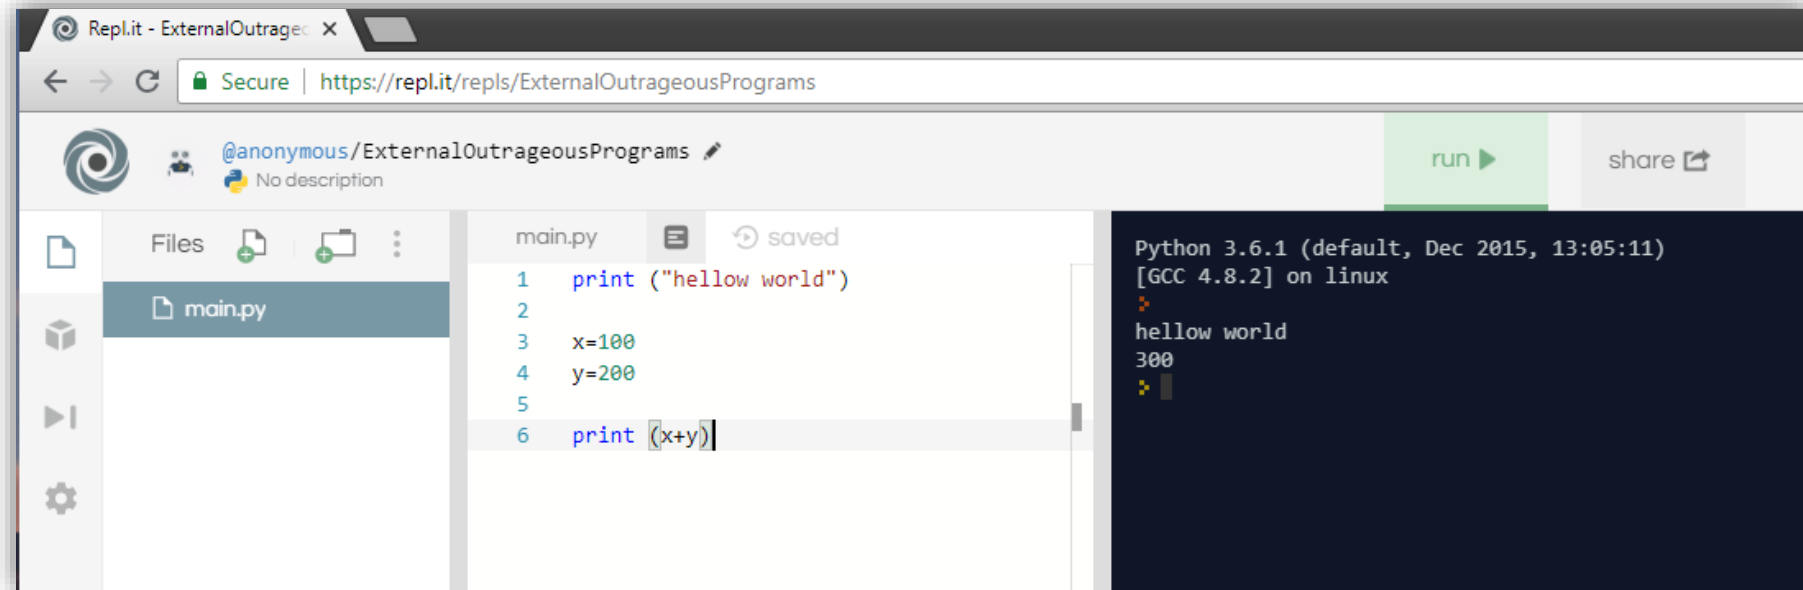 Repl.it - ExternalOutrageo
Secure https://repl.it/repls/ExternalOutrageousPrograms
@anonymous/ExternalOutrageousPrograms
No description
run
share
Files
main.py
main.py
saved
1 print ("hellow world")
2
3 x=100
4 y=200
5
6 print (x+y)
Python 3.6.1 (default, Dec 2015, 13:05:11)
[GCC 4.8.2] on linux
hellow world
300